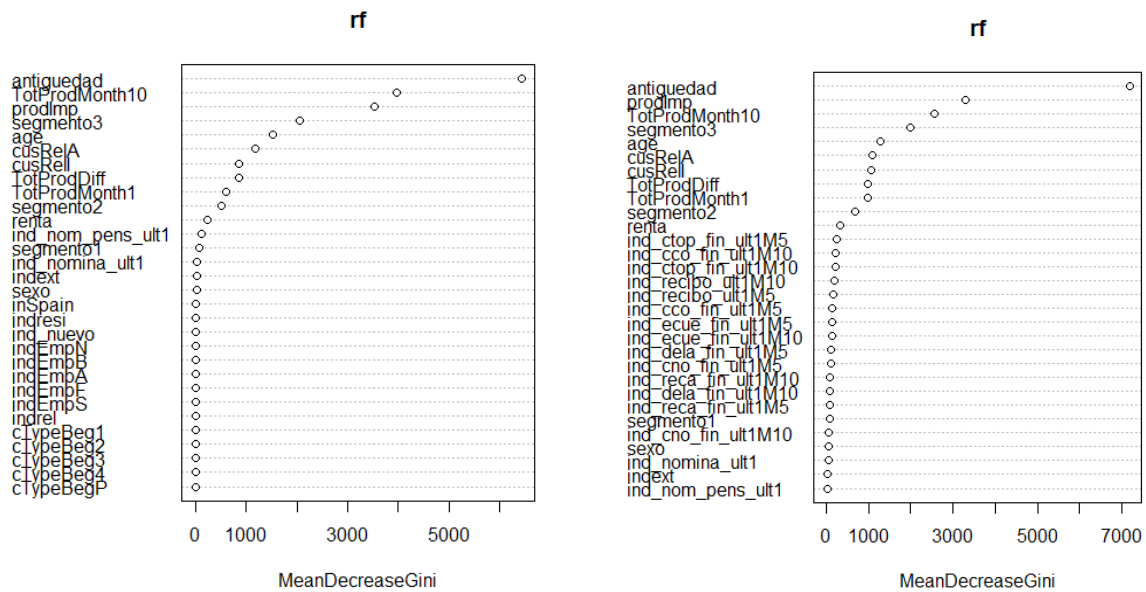 rf
antiguedad
TotProdMonth10
prodImp
segmento3
age
cusRelA
cusRelI
TotProdDiff
TotProdMonth1
segmento2
renta
ind_nom_pens_ult1
segmento1
ind_nomina_ult1
indext
sexo
inSpain
indresi
ind_nuevo
indEmpN
indEmpB
indEmpA
indEmpF
indEmpS
indrel
cTypeBeg1
cTypeBeg2
cTypeBeg3
cTypeBeg4
cTypeBegP
0 1000 3000 5000
MeanDecreaseGini
rf
antiguedad
prodImp
TotProdMonth10
segmento3
age
cusRelA
cusRelI
TotProdDiff
TotProdMonth1
segmento2
renta
ind_ctop_fin_ult1M5
ind_cco_fin_ult1M10
ind_ctop_fin_ult1M10
ind_recibo_ult1M10
ind_recibo_ult1M5
ind_cco_fin_ult1M5
ind_ecue_fin_ult1M5
ind_ecue_fin_ult1M10
ind_dela_fin_ult1M5
ind_cno_fin_ult1M5
ind_reca_fin_ult1M10
ind_dela_fin_ult1M10
ind_reca_fin_ult1M5
segmento1
ind_cno_fin_ult1M10
sexo
ind_nomina_ult1
indext
ind_nom_pens_ult1
0 1000 3000 5000 7000
MeanDecreaseGini